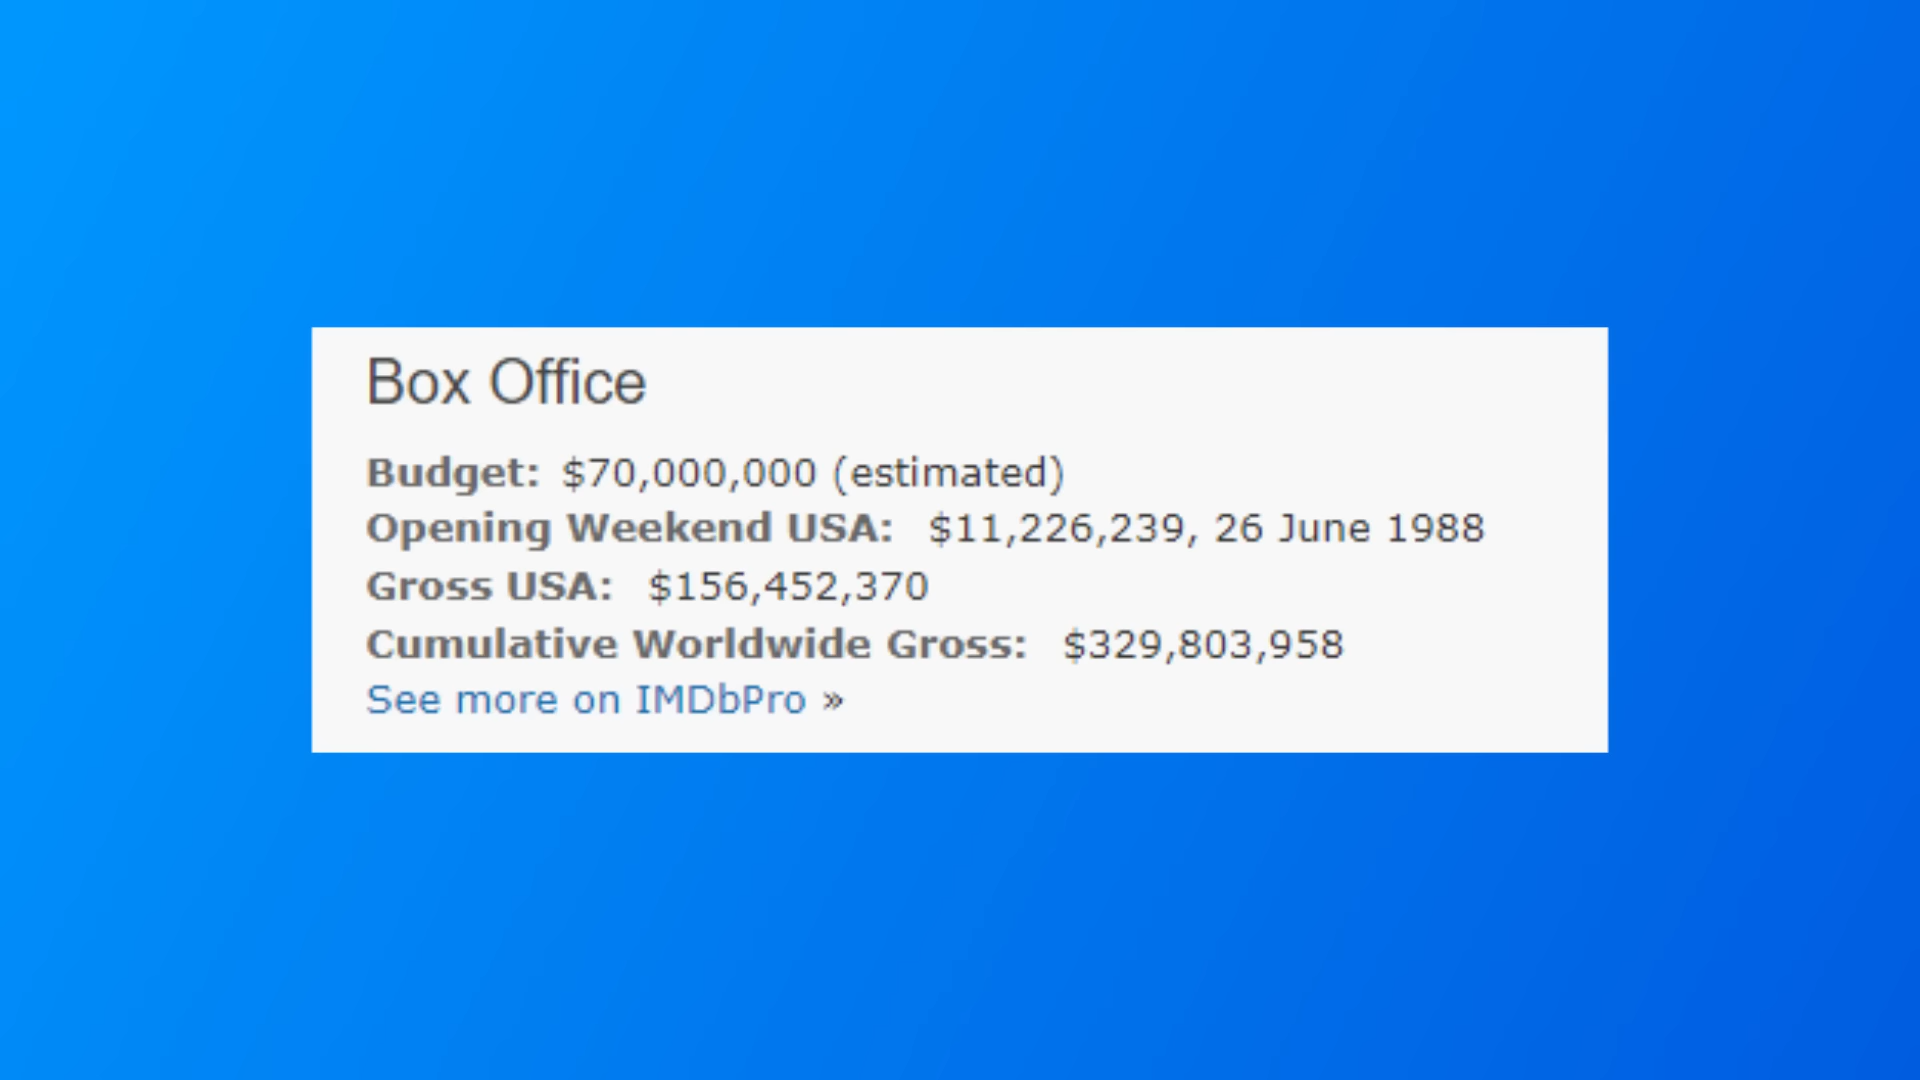 Box Office
Budget: $70,000,000 (estimated)
Opening Weekend USA: $11,226,239, 26 June 1988
Gross USA: $156,452,370
Cumulative Worldwide Gross: $329,803,958
See more on IMDbPro »